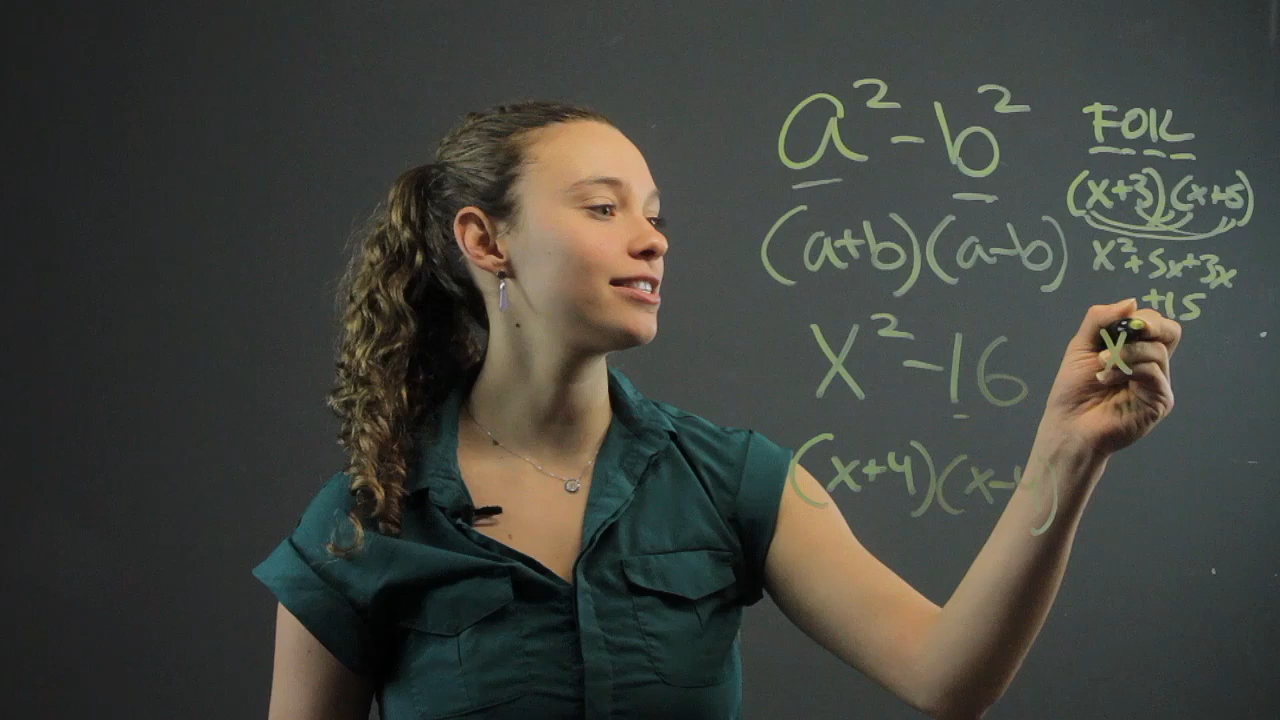 a² - b²
(a+b)(a-b)
x² - 16
(x+4)(x-4)
FOIL
(x+3)(x+5)
x² + 5x + 3x
+15
x